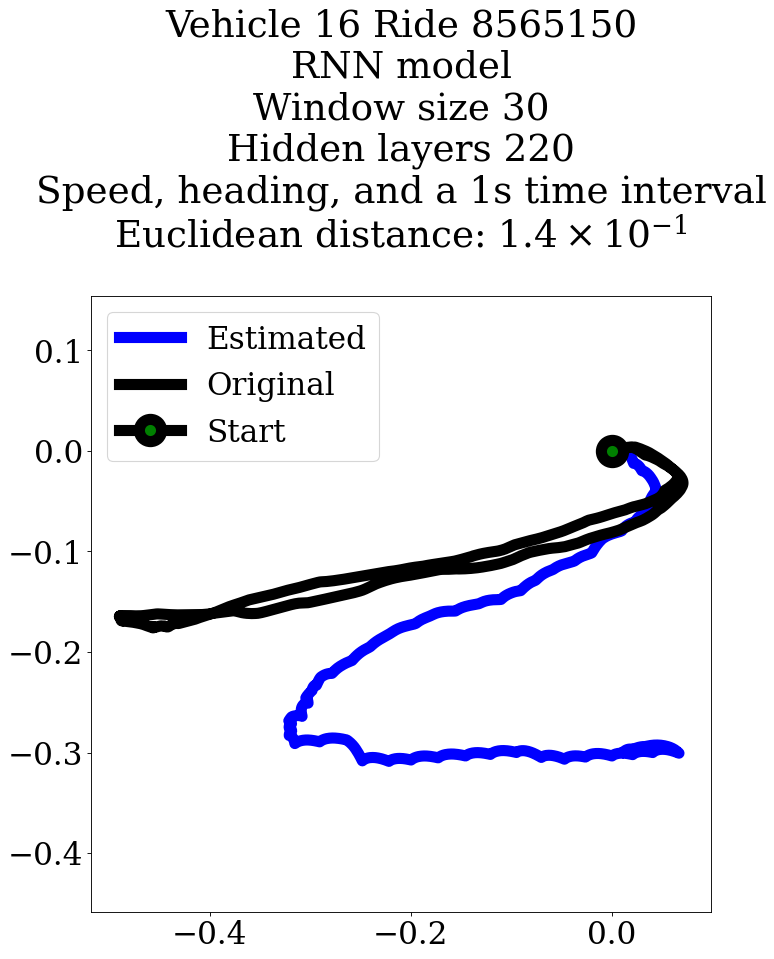 Vehicle 16 Ride 8565150
RNN model
Window size 30
Hidden layers 220
Speed, heading, and a 1s time interval
Euclidean distance: 1.4 × 10⁻¹
Estimated
Original
Start
0.1
0.0
−0.1
−0.2
−0.3
−0.4
−0.4 −0.2 0.0